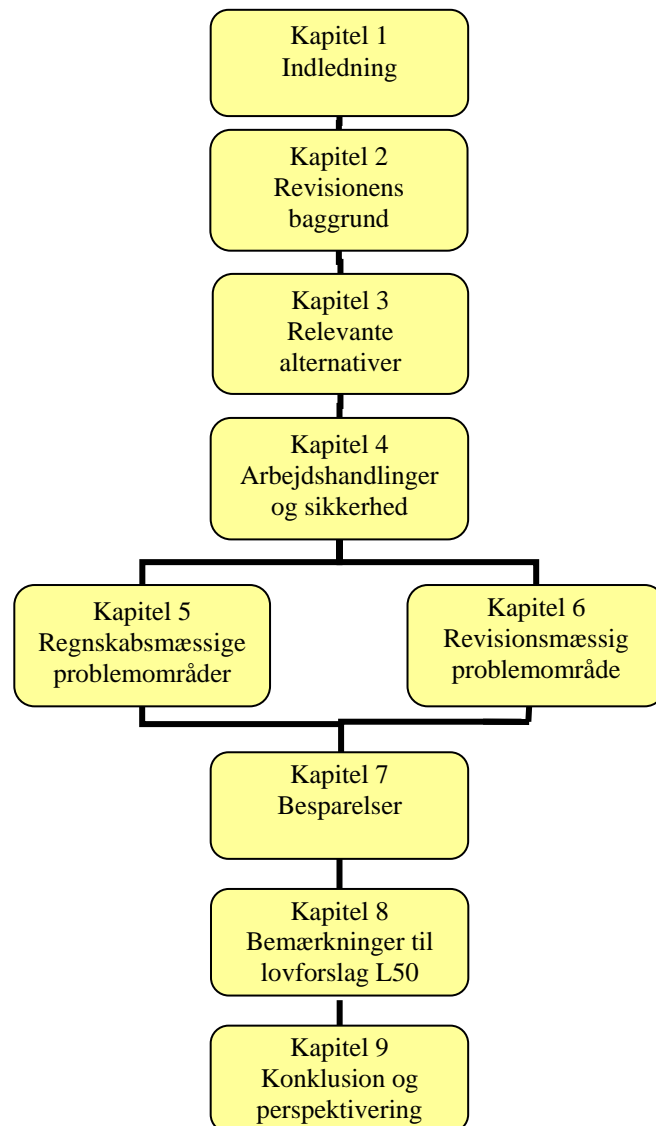 Kapitel 1
Indledning
Kapitel 2
Revisionens
baggrund
Kapitel 3
Relevante
alternativer
Kapitel 4
Arbejdshandlinger
og sikkerhed
Kapitel 5
Regnskabsmæssige
problemområder
Kapitel 6
Revisionsmæssig
problemområde
Kapitel 7
Besparelser
Kapitel 8
Bemærkninger til
lovforslag L50
Kapitel 9
Konklusion og
perspektivering